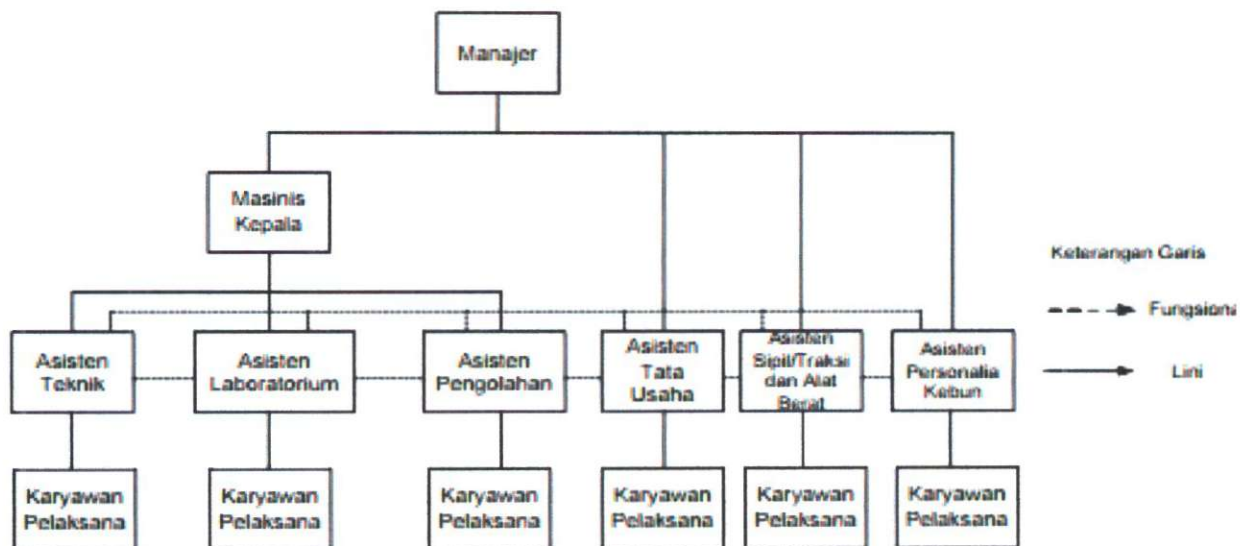 Manajer
Masinis
Kepala
Keterangan Garis
Fungsiona
Lini
Asisten
Teknik
Asisten
Laboratorium
Asisten
Pengolahan
Asisten
Tata
Usaha
Asisten
Sipil/Traksi
dan Alat
Berat
Asisten
Personalia
Kebun
Karyawan
Pelaksana
Karyawan
Pelaksana
Karyawan
Pelaksana
Karyawan
Pelaksana
Karyawan
Pelaksana
Karyawan
Pelaksana